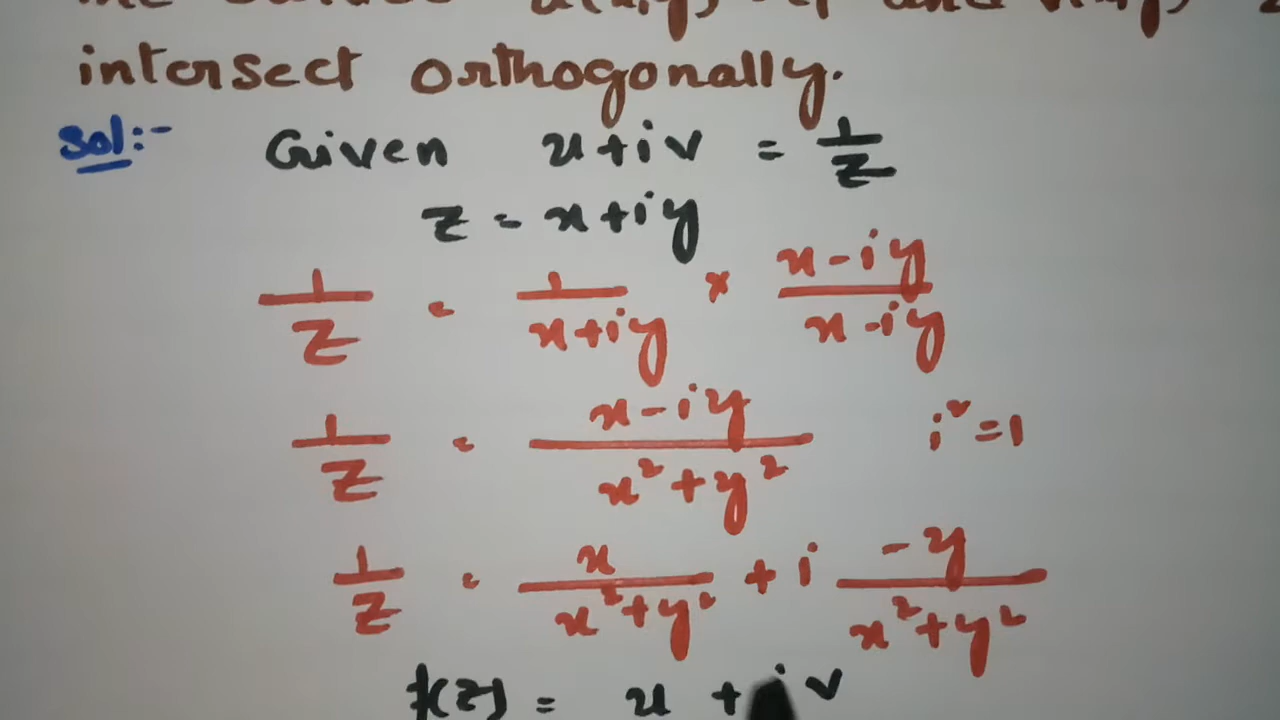 intersect orthogonally.
Sol:- Given u+iv = 1/z
z = x+iy
1/z = 1/x+iy × x-iy/x-iy
1/z = x-iy/x²+y² i²=1
1/z = x/x²+y² + i -y/x²+y²
f(z) = u + iv